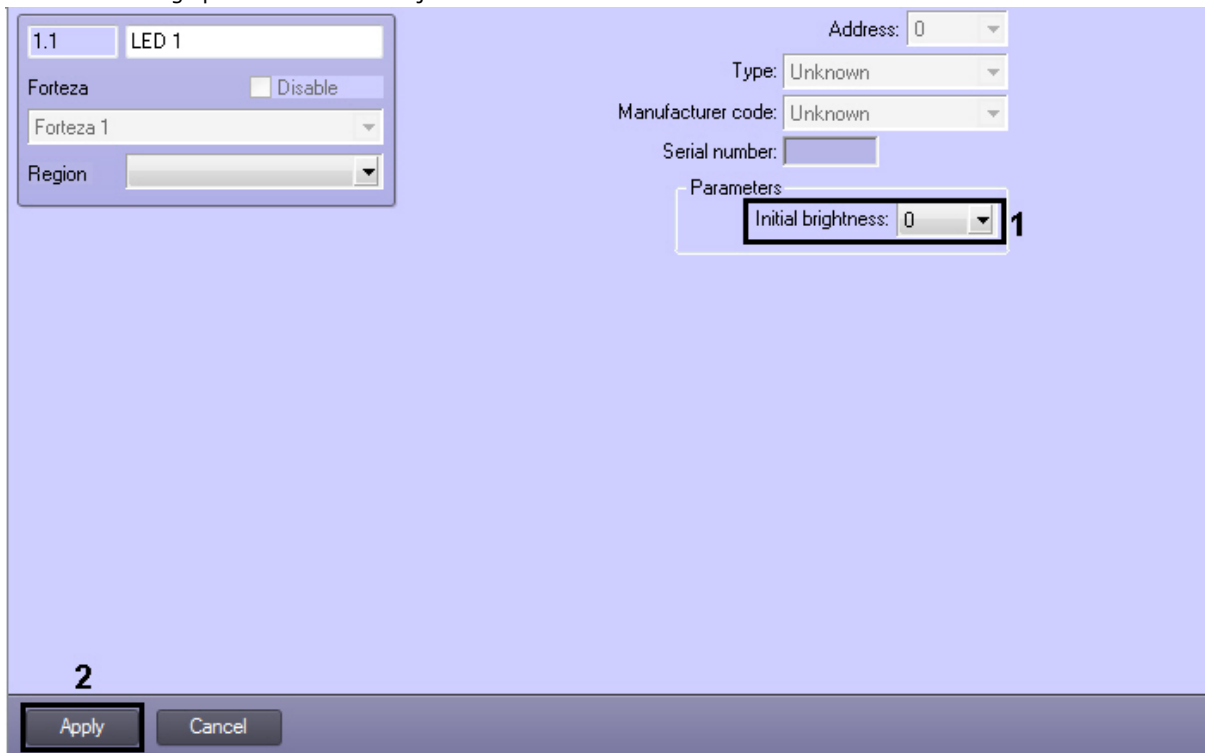 1.1 LED 1
Forteza Disable
Forteza 1
Region
Address: 0
Type: Unknown
Manufacturer code: Unknown
Serial number:
Parameters
Initial brightness: 0 1
2
Apply Cancel